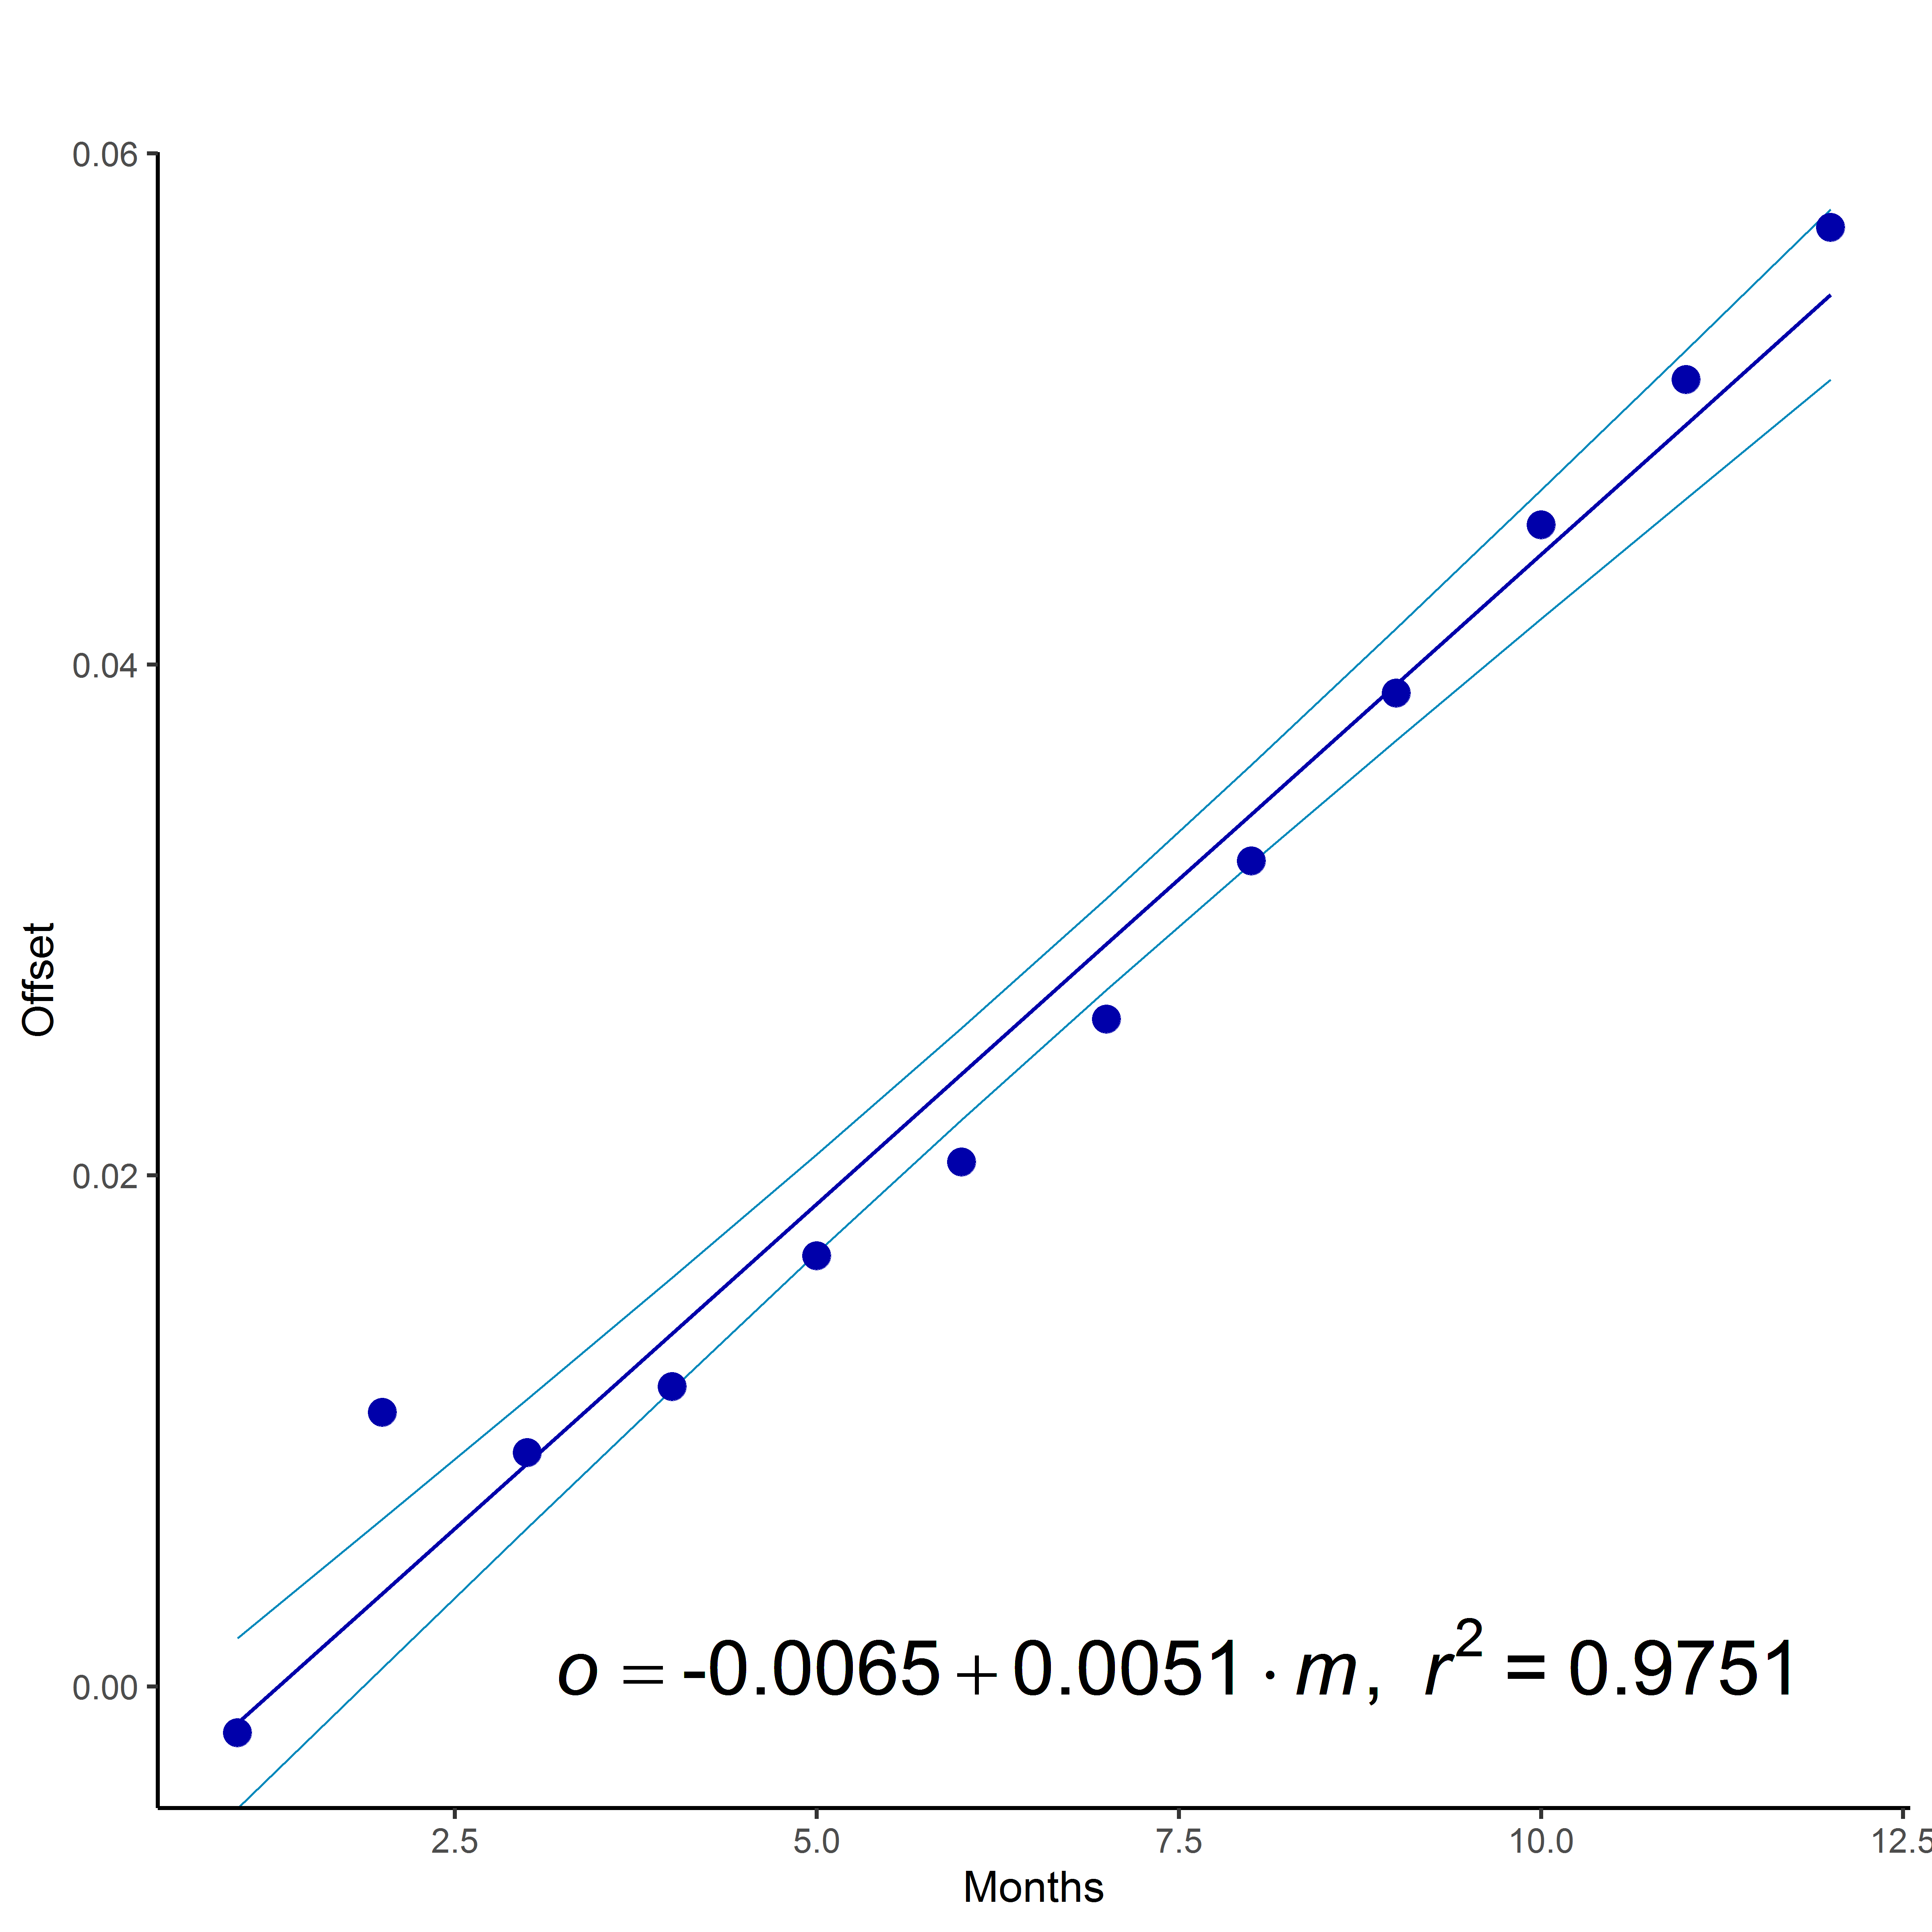 0.06
0.04
0.02
0.00
Offset
o = -0.0065 + 0.0051 · m, r² = 0.9751
2.5 5.0 7.5 10.0 12.5
Months